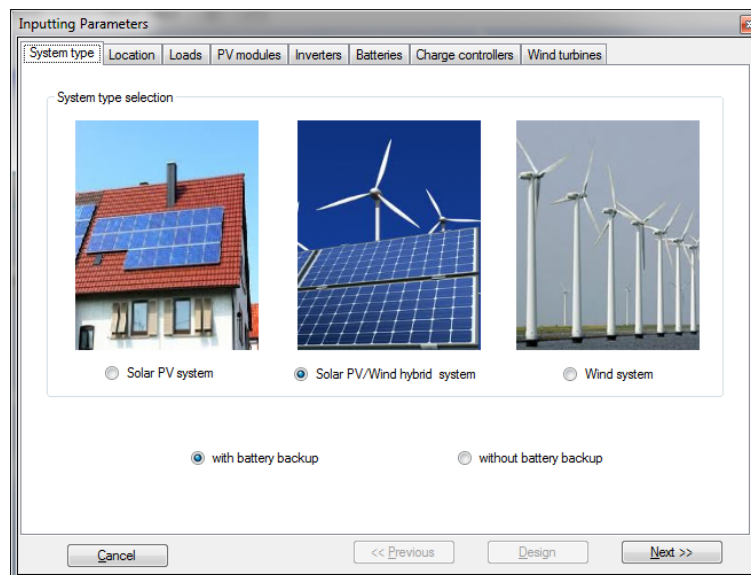 Inputting Parameters
System type Location Loads PV modules Inverters Batteries Charge controllers Wind turbines
System type selection
Solar PV system Solar PV/Wind hybrid system Wind system
with battery backup without battery backup
Cancel << Previous Design Next >>